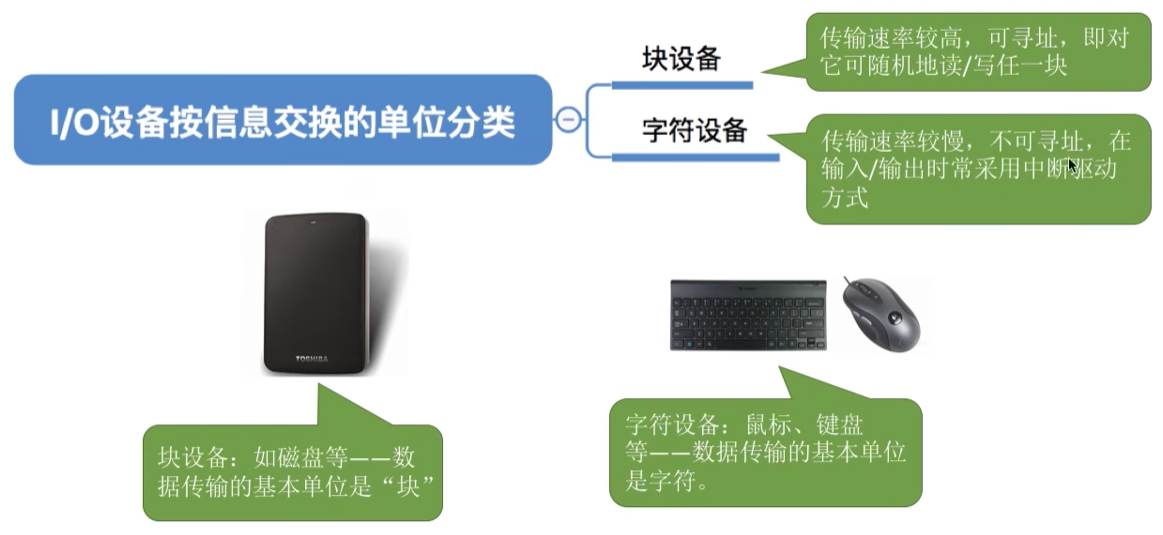 I/O设备按信息交换的单位分类
块设备
传输速率较高，可寻址，即对
它可随机地读/写任一块
字符设备
传输速率较慢，不可寻址，在
输入/输出时常采用中断驱动
方式
TOSHIBA
块设备：如磁盘等——数
据传输的基本单位是“块”
字符设备：鼠标、键盘
等——数据传输的基本单位
是字符。